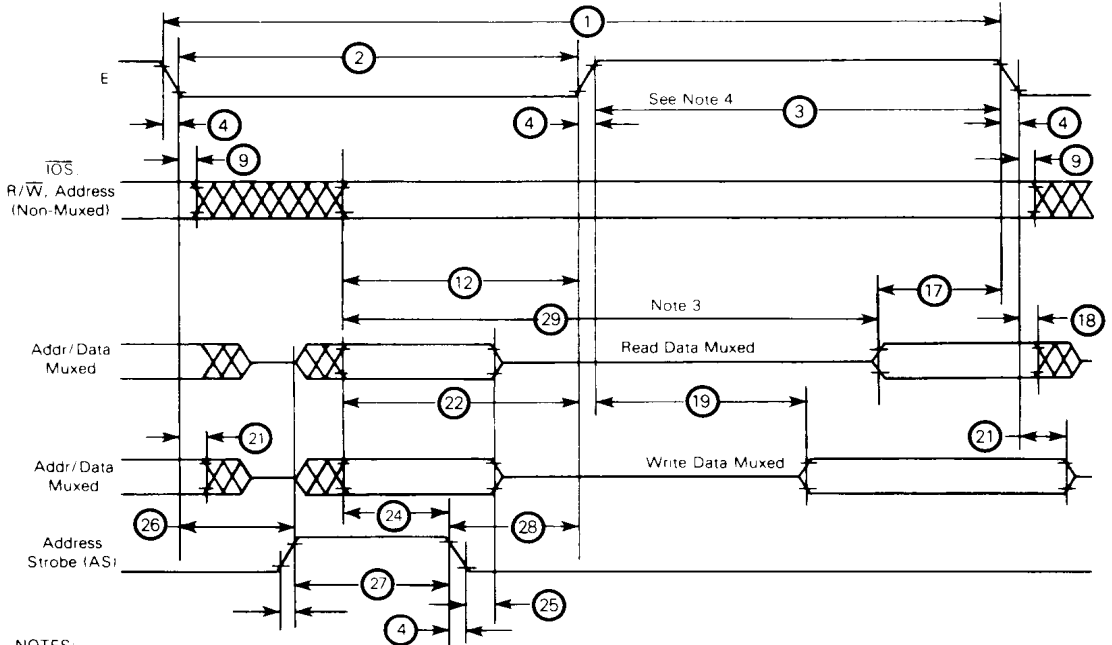 1
2
E
See Note 4
3
4
4
4
9
9
IOS.
R/W, Address
(Non-Muxed)
12
17
Note 3
29
18
Addr/Data
Muxed
Read Data Muxed
22
19
21
21
Addr/Data
Muxed
Write Data Muxed
26
24
28
Address
Strobe (AS)
27
25
4
NOTES: